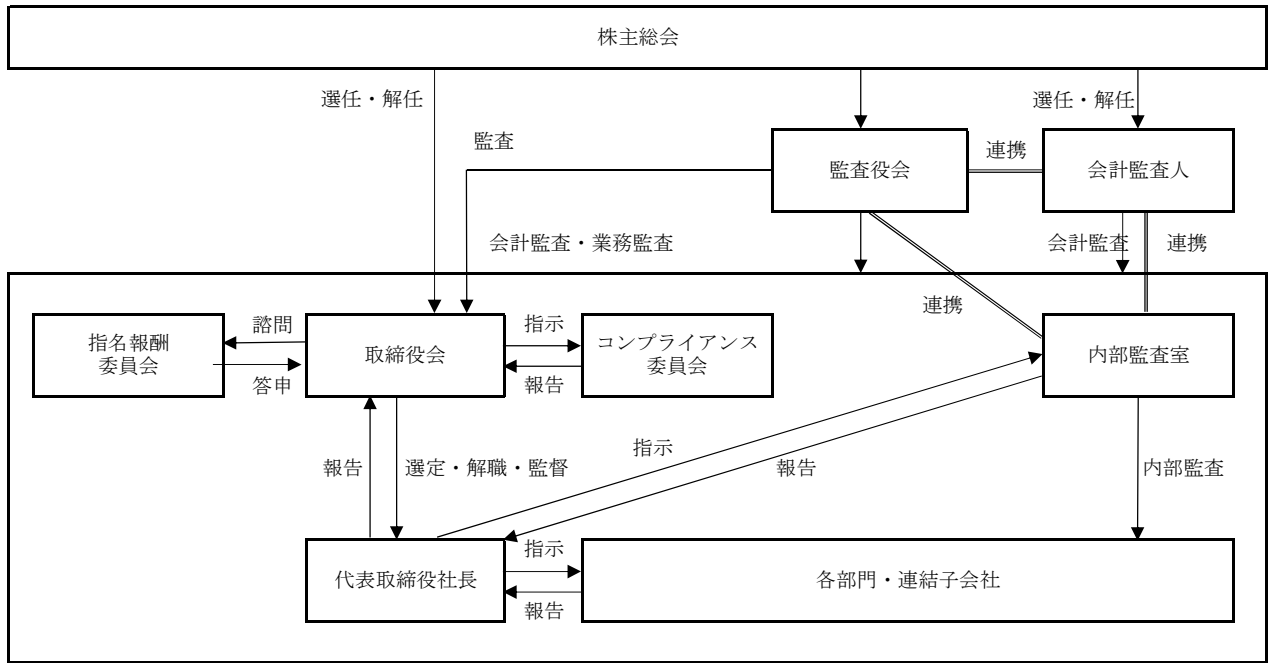 株主総会
選任・解任
選任・解任
監査
監査役会
連携
会計監査人
会計監査・業務監査
会計監査
連携
連携
指名報酬
委員会
諮問
答申
取締役会
指示
報告
コンプライアンス
委員会
内部監査室
報告
選定・解職・監督
指示
報告
内部監査
代表取締役社長
指示
報告
各部門・連結子会社